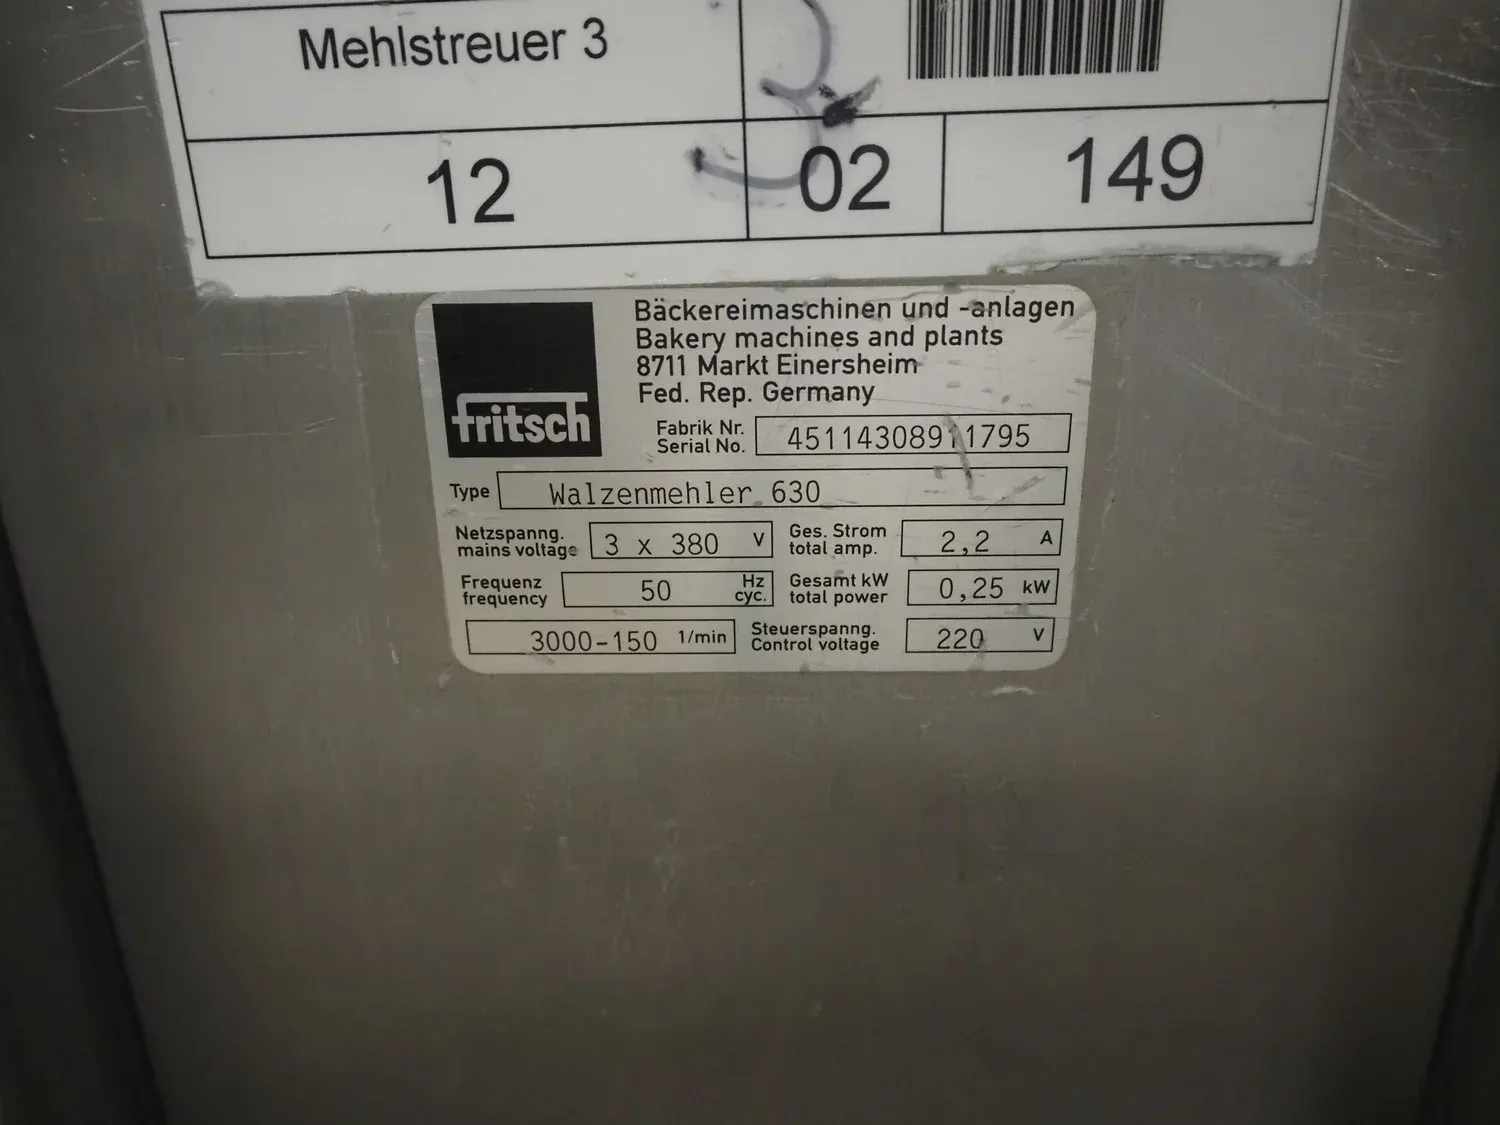 Mehlstreuer 3
3
12 02 149
fritsch
Bäckereimaschinen und -anlagen
Bakery machines and plants
8711 Markt Einersheim
Fed. Rep. Germany
Fabrik Nr.
Serial No. 45114308911795
Type Walzenmehler 630
Netzspanng.
mains voltage 3 x 380 V
Ges. Strom
total amp. 2,2 A
Frequenz
frequency 50 Hz
cyc.
Gesamt kW
total power 0,25 kW
3000-150 1/min
Steuerspanng.
Control voltage 220 V